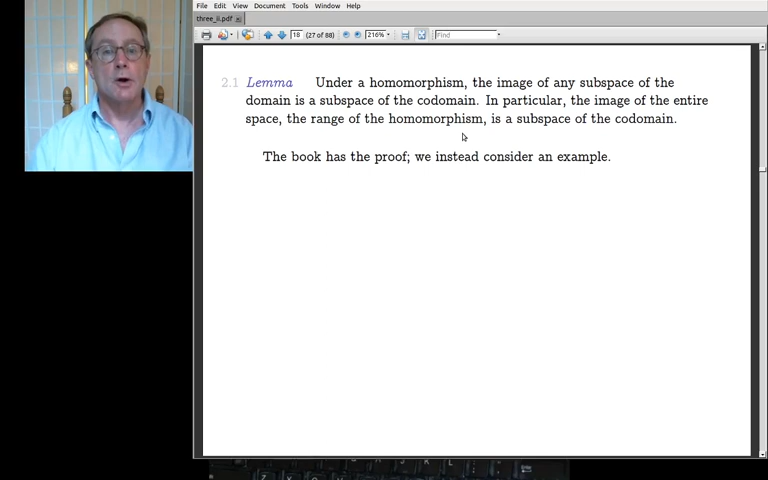 File Edit View Document Tools Window Help
three_ii.pdf
18 (27 of 88) 216% Find
2.1 Lemma Under a homomorphism, the image of any subspace of the
domain is a subspace of the codomain. In particular, the image of the entire
space, the range of the homomorphism, is a subspace of the codomain.
The book has the proof; we instead consider an example.